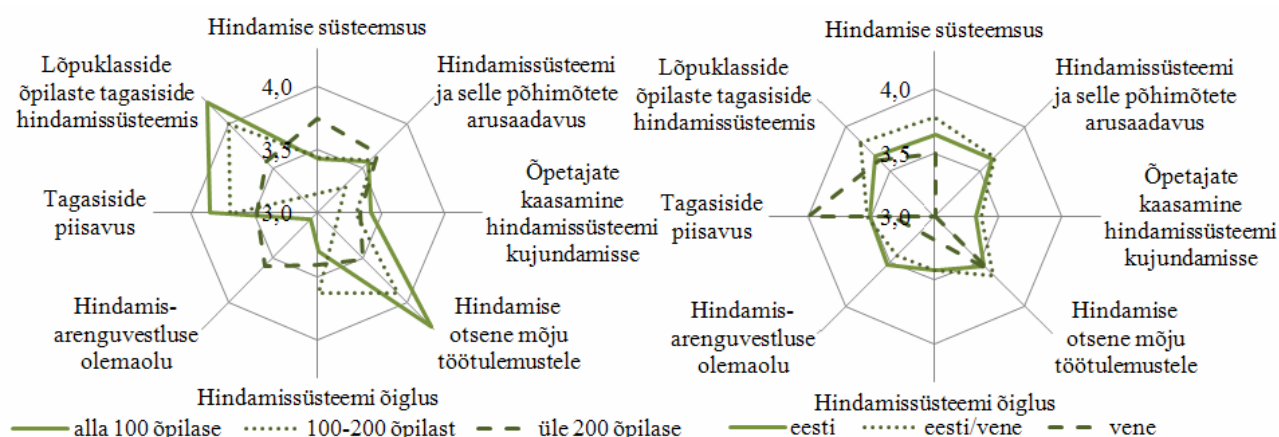 Hindamise süsteemsus
4,0
3,5
3,0
Hindamissüsteemi
ja selle põhimõtete
arusaadavus
Õpetajate
kaasamine
hindamissüsteemi
kujundamisse
Hindamise
otsene mõju
töötulemustele
Hindamissüsteemi õiglus
Hindamis-
arenguvestluse
olemaolu
Tagasiside
piisavus
Lõpuklasside
õpilaste tagasiside
hindamissüsteemis
alla 100 õpilase
100-200 õpilast
üle 200 õpilase
Hindamise süsteemsus
4,0
3,5
3,0
Hindamissüsteemi
ja selle põhimõtete
arusaadavus
Õpetajate
kaasamine
hindamissüsteemi
kujundamisse
Hindamise
otsene mõju
töötulemustele
Hindamissüsteemi õiglus
Hindamis-
arenguvestluse
olemaolu
Tagasiside
piisavus
Lõpuklasside
õpilaste tagasiside
hindamissüsteemis
eesti
eesti/vene
vene